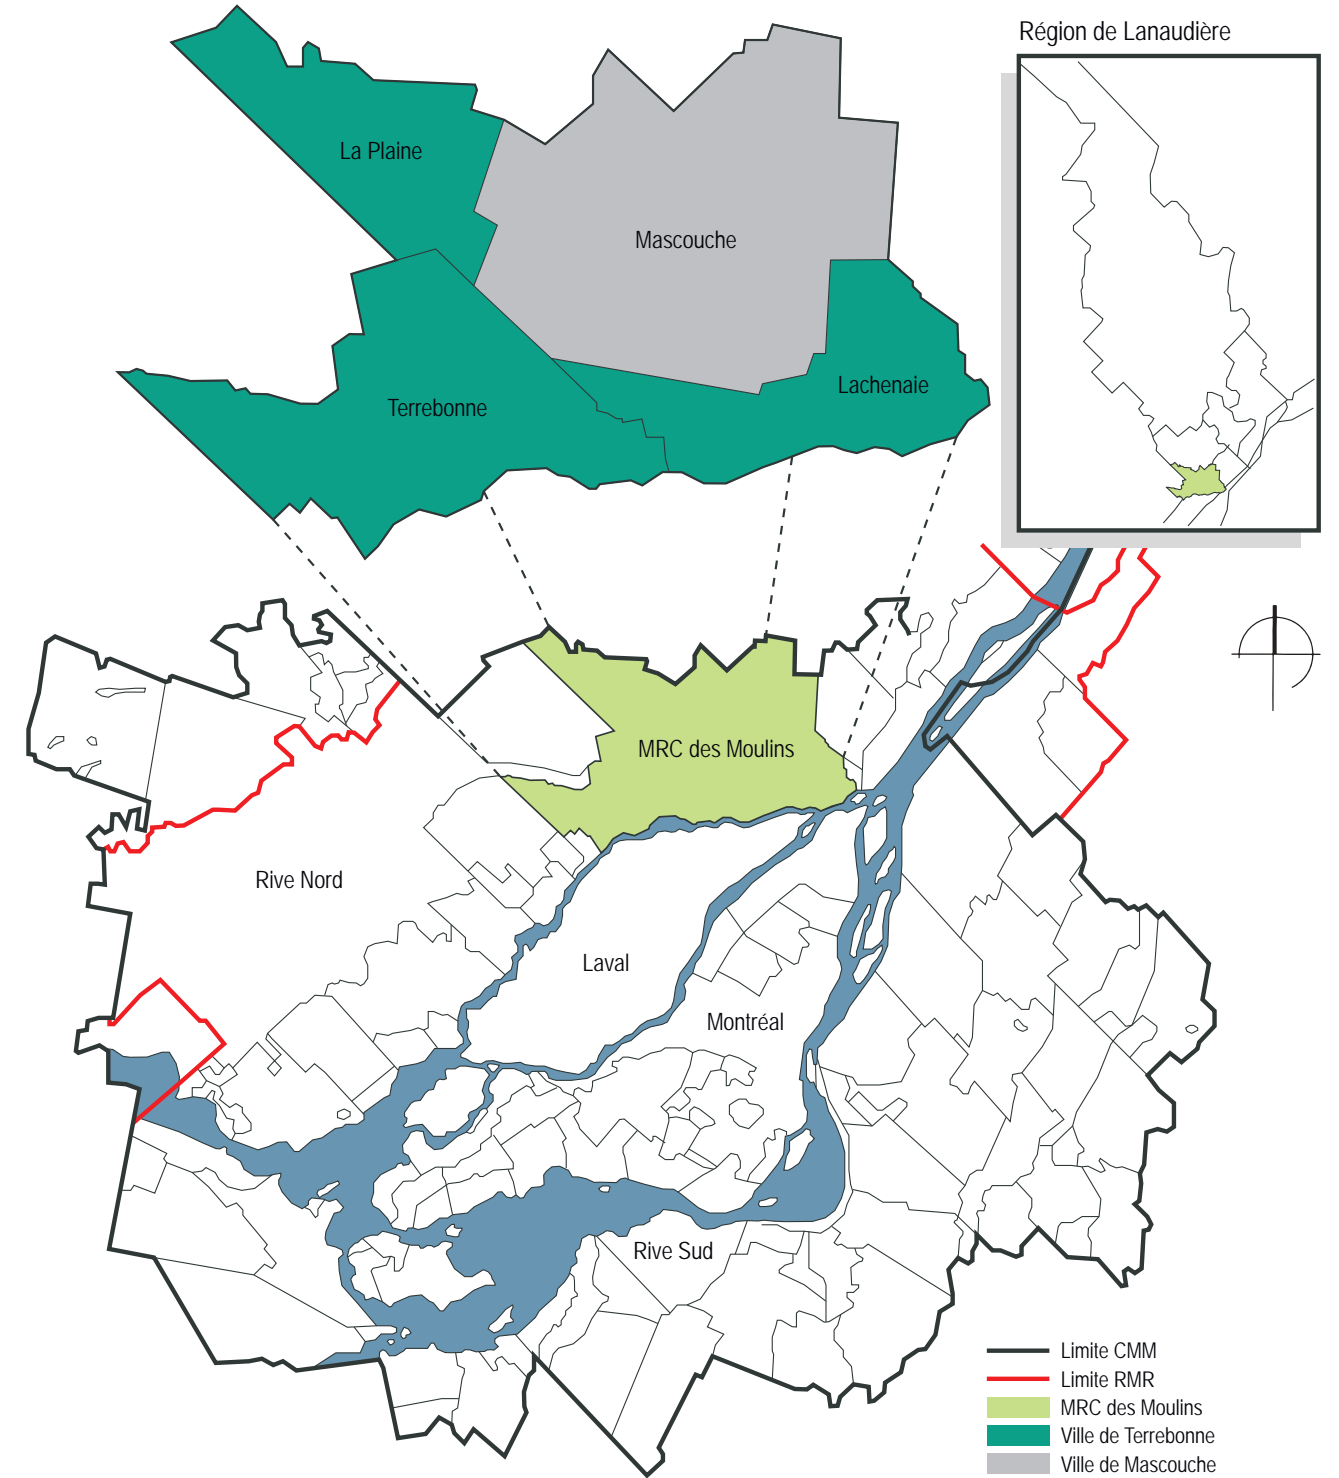 Région de Lanaudière
La Plaine
Mascouche
Lachenaie
Terrebonne
MRC des Moulins
Rive Nord
Laval
Montréal
Rive Sud
Limite CMM
Limite RMR
MRC des Moulins
Ville de Terrebonne
Ville de Mascouche